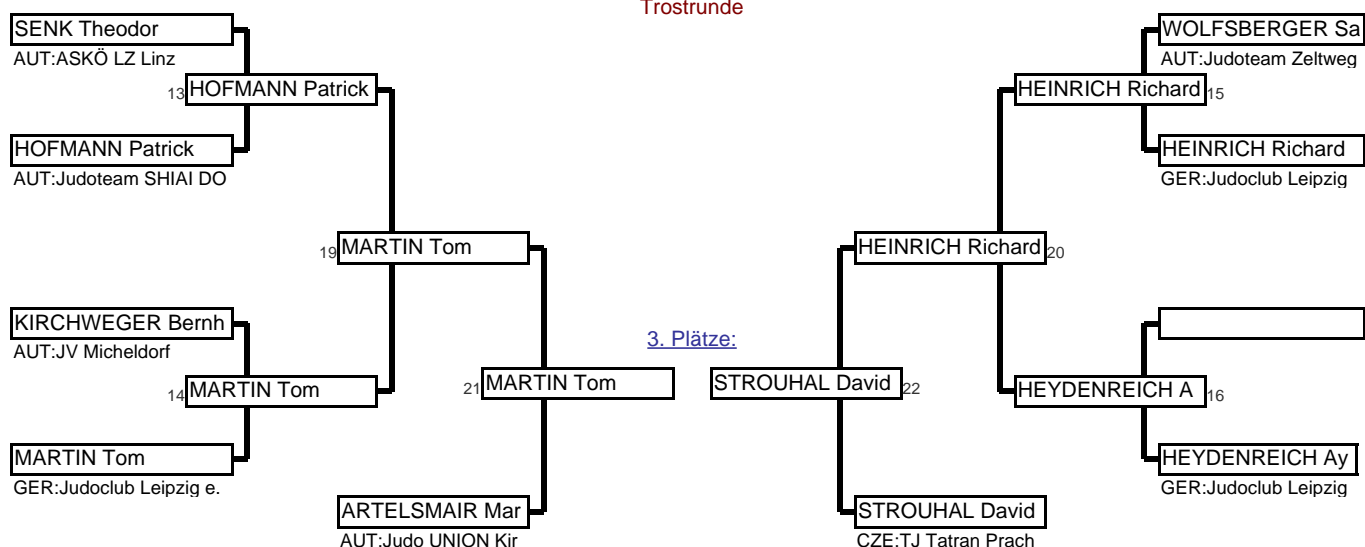 Trostrunde
SENK Theodor
AUT:ASKÖ LZ Linz
13 HOFMANN Patrick
HOFMANN Patrick
AUT:Judoteam SHIAI DO
19 MARTIN Tom
KIRCHWEGER Bernh
AUT:JV Micheldorf
14 MARTIN Tom
MARTIN Tom
GER:Judoclub Leipzig e.
21 MARTIN Tom
ARTELSMAIR Mar
AUT:Judo UNION Kir
3. Plätze:
WOLFSBERGER Sa
AUT:Judoteam Zeltweg
HEINRICH Richard 15
HEINRICH Richard
GER:Judoclub Leipzig
HEINRICH Richard 20
STROUHAL David 22
HEYDENREICH A 16
HEYDENREICH Ay
GER:Judoclub Leipzig
STROUHAL David
CZE:TJ Tatran Prach